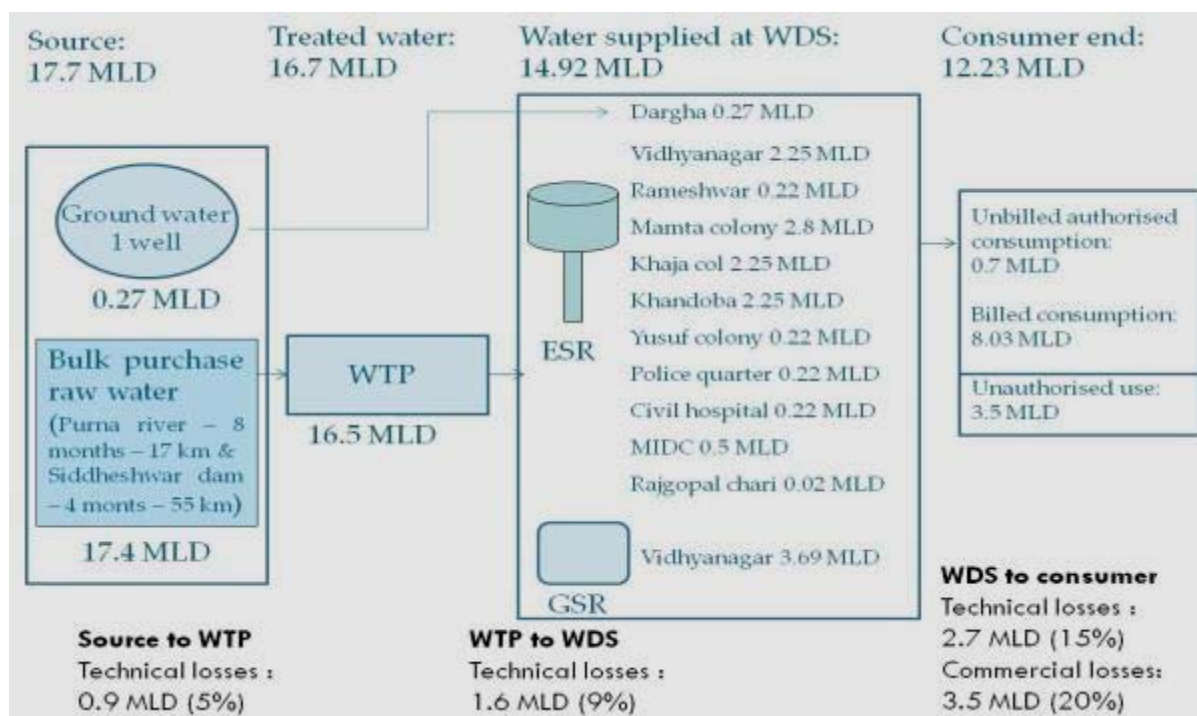 Source:
17.7 MLD
Treated water:
16.7 MLD
Water supplied at WDS:
14.92 MLD
Consumer end:
12.23 MLD
Ground water
1 well
0.27 MLD
Bulk purchase
raw water
(Purna river – 8
months – 17 km &
Siddheshwar dam
– 4 monts – 55 km)
17.4 MLD
WTP
16.5 MLD
ESR
Dargha 0.27 MLD
Vidhyanagar 2.25 MLD
Rameshwar 0.22 MLD
Mamta colony 2.8 MLD
Khaja col 2.25 MLD
Khandoba 2.25 MLD
Yusuf colony 0.22 MLD
Police quarter 0.22 MLD
Civil hospital 0.22 MLD
MIDC 0.5 MLD
Rajgopal chari 0.02 MLD
Vidhyanagar 3.69 MLD
GSR
Unbilled authorised
consumption:
0.7 MLD
Billed consumption:
8.03 MLD
Unauthorised use:
3.5 MLD
Source to WTP
Technical losses :
0.9 MLD (5%)
WTP to WDS
Technical losses :
1.6 MLD (9%)
WDS to consumer
Technical losses :
2.7 MLD (15%)
Commercial losses:
3.5 MLD (20%)